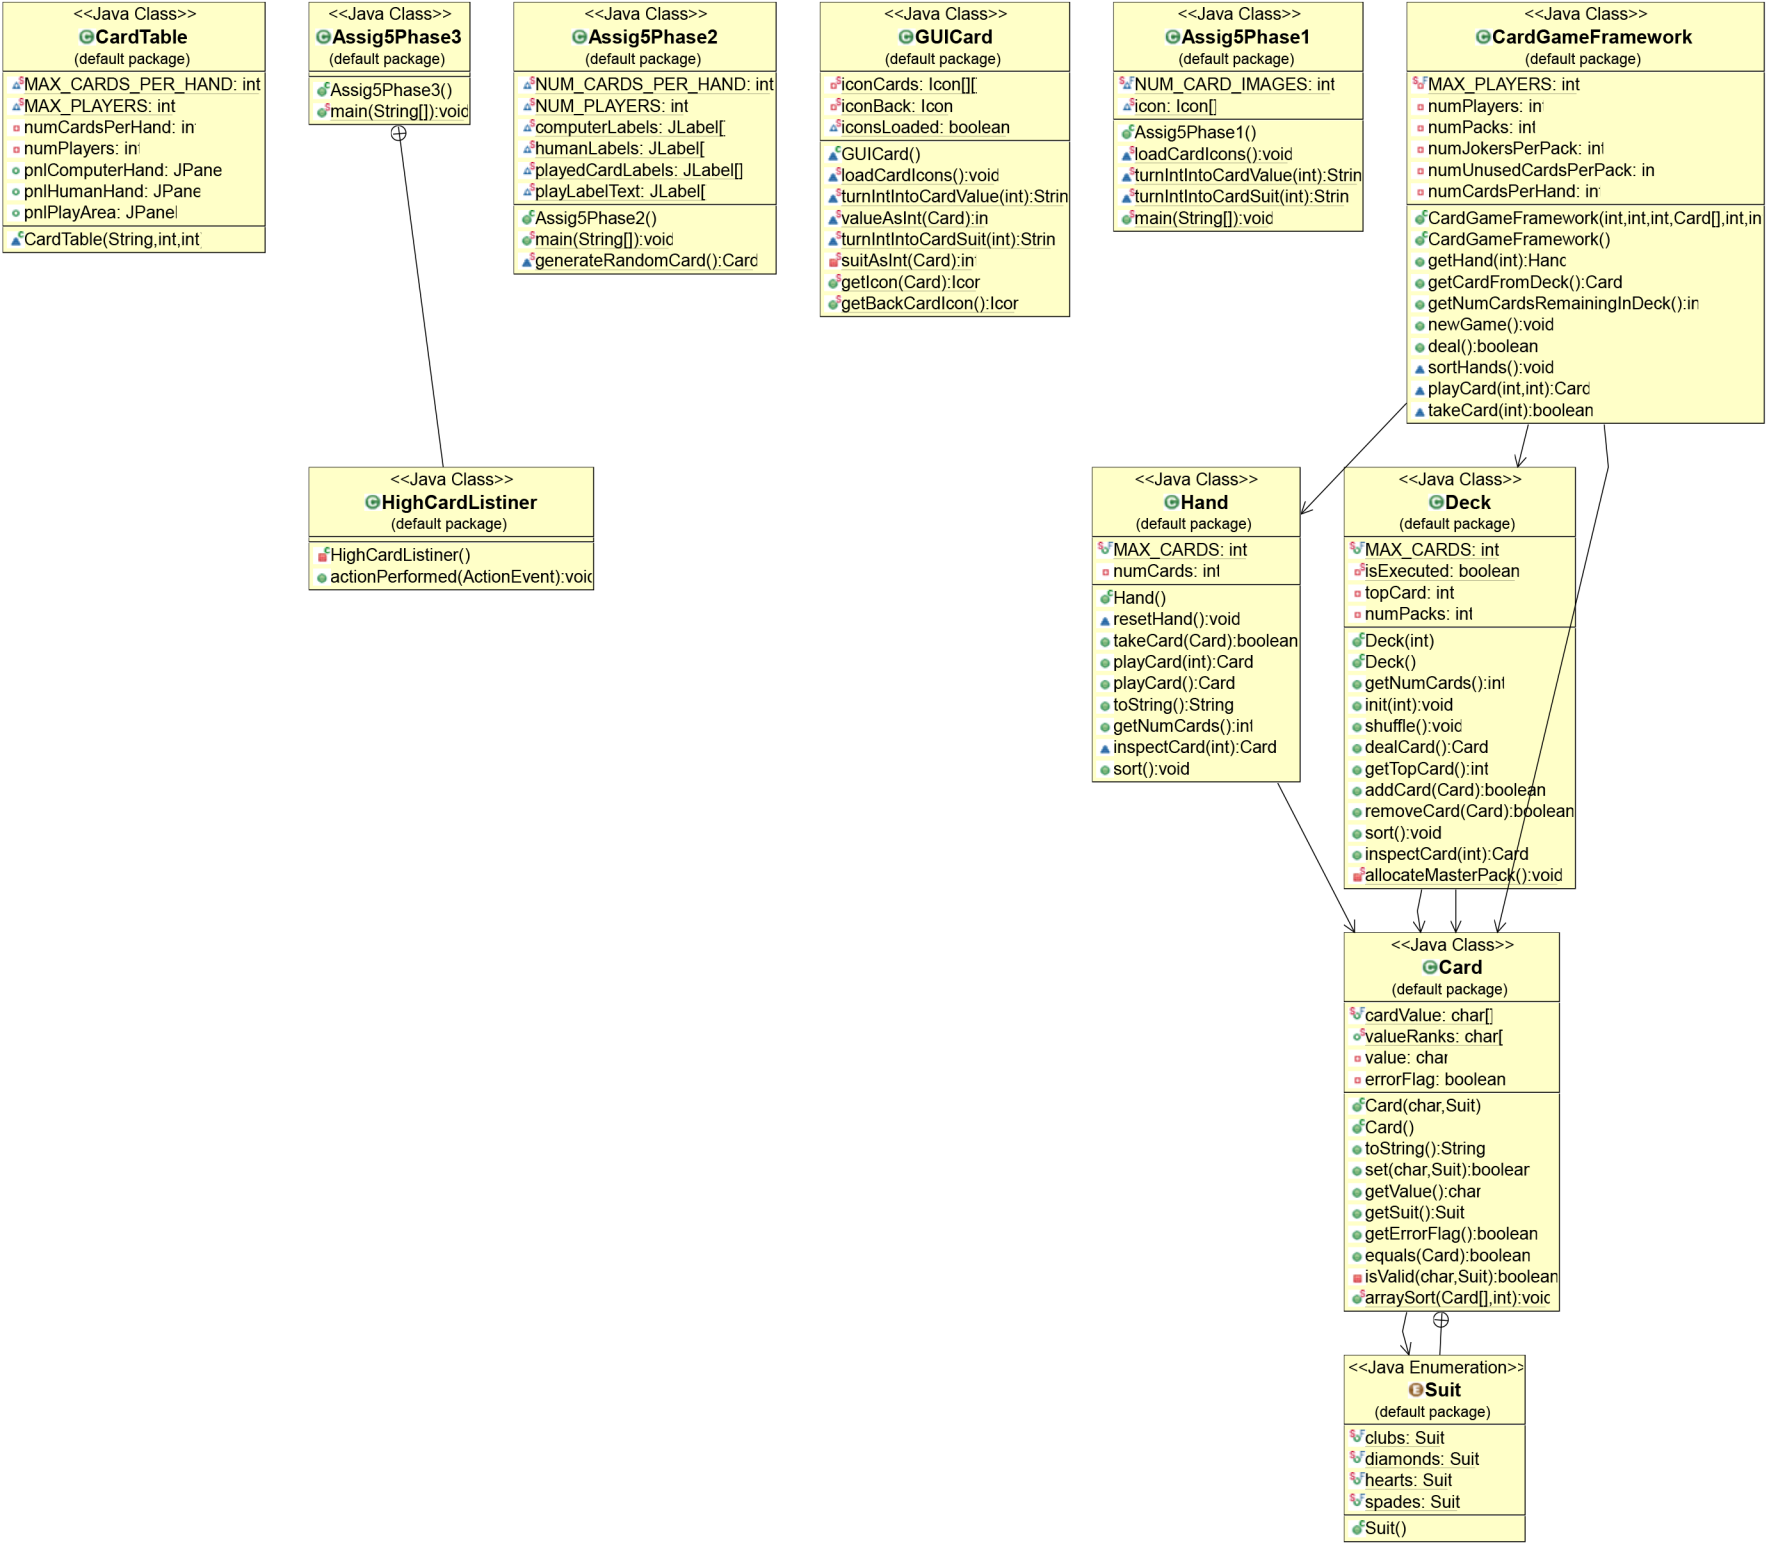 <<Java Class>>
CardTable
(default package)
MAX_CARDS_PER_HAND: int
MAX_PLAYERS: int
numCardsPerHand: int
numPlayers: int
pnlComputerHand: JPane
pnlHumanHand: JPane
pnlPlayArea: JPanel
CardTable(String,int,int)
<<Java Class>>
Assig5Phase3
(default package)
Assig5Phase3()
main(String[]):void
<<Java Class>>
Assig5Phase2
(default package)
NUM_CARDS_PER_HAND: int
NUM_PLAYERS: int
computerLabels: JLabel[]
humanLabels: JLabel[
playedCardLabels: JLabel[]
playLabelText: JLabel[
Assig5Phase2()
main(String[]):void
generateRandomCard():Card
<<Java Class>>
GUICard
(default package)
iconCards: Icon[][]
iconBack: Icon
iconsLoaded: boolean
GUICard()
loadCardIcons():void
turnIntIntoCardValue(int):Strin
valueAsInt(Card):in
turnIntIntoCardSuit(int):Strin
suitAsInt(Card):int
getIcon(Card):Icor
getBackCardIcon():Icor
<<Java Class>>
Assig5Phase1
(default package)
NUM_CARD_IMAGES: int
icon: Icon[]
Assig5Phase1()
loadCardIcons():void
turnIntIntoCardValue(int):Strin
turnIntIntoCardSuit(int):Strin
main(String[]):void
<<Java Class>>
CardGameFramework
(default package)
MAX_PLAYERS: int
numPlayers: int
numPacks: int
numJokersPerPack: int
numUnusedCardsPerPack: in
numCardsPerHand: int
CardGameFramework(int,int,int,Card[],int,in
CardGameFramework()
getHand(int):Hand
getCardFromDeck():Card
getNumCardsRemainingInDeck():in
newGame():void
deal():boolean
sortHands():void
playCard(int,int):Card
takeCard(int):boolean
<<Java Class>>
HighCardListiner
(default package)
HighCardListiner()
actionPerformed(ActionEvent):void
<<Java Class>>
Hand
(default package)
MAX_CARDS: int
numCards: int
Hand()
resetHand():void
takeCard(Card):boolean
playCard(int):Card
playCard():Card
toString():String
getNumCards():int
inspectCard(int):Card
sort():void
<<Java Class>>
Deck
(default package)
MAX_CARDS: int
isExecuted: boolean
topCard: int
numPacks: int
Deck(int)
Deck()
getNumCards():int
init(int):void
shuffle():void
dealCard():Card
getTopCard():int
addCard(Card):boolean
removeCard(Card):boolean
sort():void
inspectCard(int):Card
allocateMasterPack():void
<<Java Class>>
Card
(default package)
cardValue: char[]
valueRanks: char[
value: char
errorFlag: boolean
Card(char,Suit)
Card()
toString():String
set(char,Suit):boolean
getValue():char
getSuit():Suit
getErrorFlag():boolean
equals(Card):boolean
isValid(char,Suit):boolean
arraySort(Card[],int):void
<<Java Enumeration>>
Suit
(default package)
clubs: Suit
diamonds: Suit
hearts: Suit
spades: Suit
Suit()